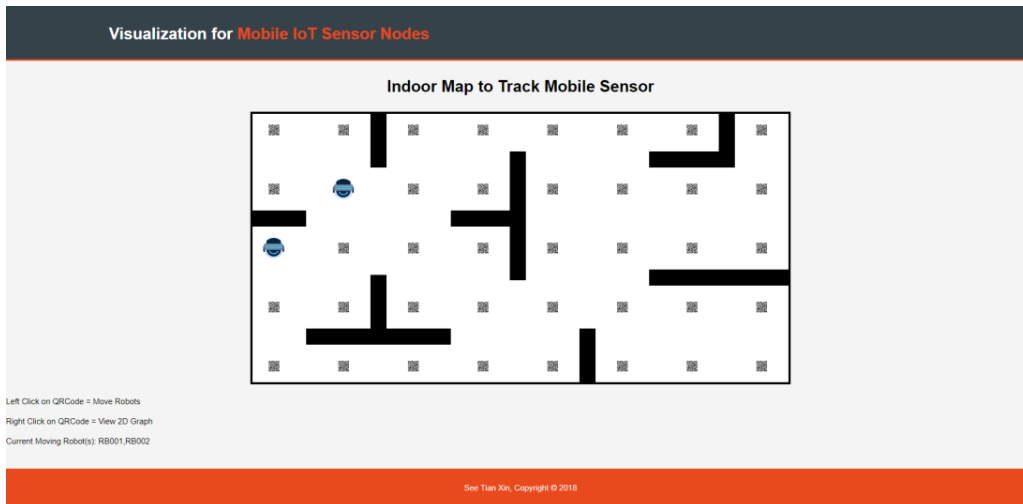 Visualization for Mobile IoT Sensor Nodes
Indoor Map to Track Mobile Sensor
Left Click on QRCode = Move Robots
Right Click on QRCode = View 2D Graph
Current Moving Robot(s): RB001,RB002
See Tian Xin, Copyright © 2018